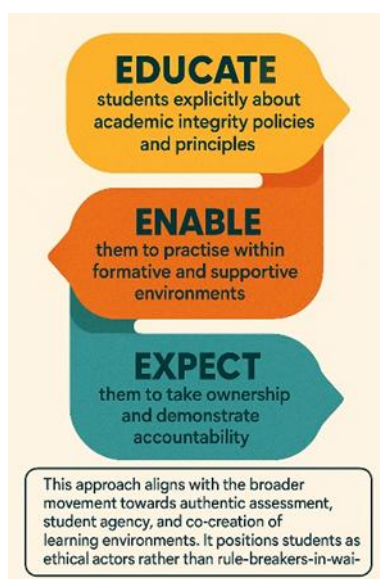 EDUCATE
students explicitly about
academic integrity policies
and principles
ENABLE
them to practise within
formative and supportive
environments
EXPECT
them to take ownership
and demonstrate
accountability
This approach aligns with the broader
movement towards authentic assessment,
student agency, and co-creation of
learning environments. It positions students as
ethical actors rather than rule-breakers-in-wai-